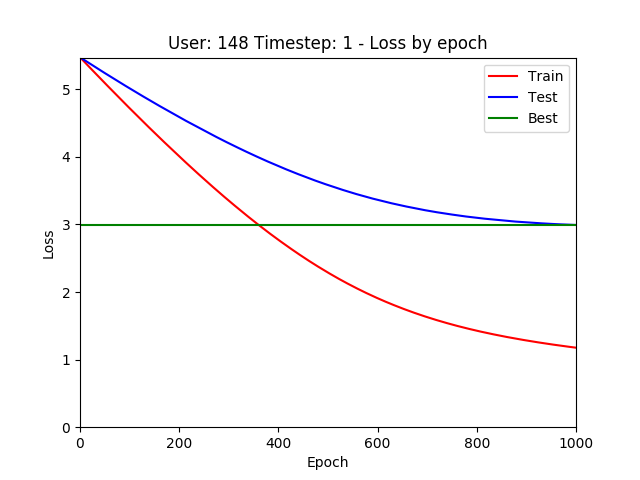 User: 148 Timestep: 1 - Loss by epoch
Train
Test
Best
5
4
3
2
1
0
Loss
0 200 400 600 800 1000
Epoch